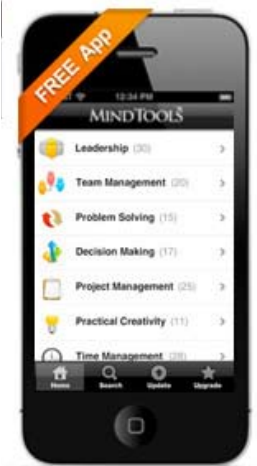 FREE App
12:34 PM
MINDTOOLS
Leadership (30)
Team Management (20)
Problem Solving (15)
Decision Making (17)
Project Management (25)
Practical Creativity (11)
Time Management (28)
Home Search Update Upgrade